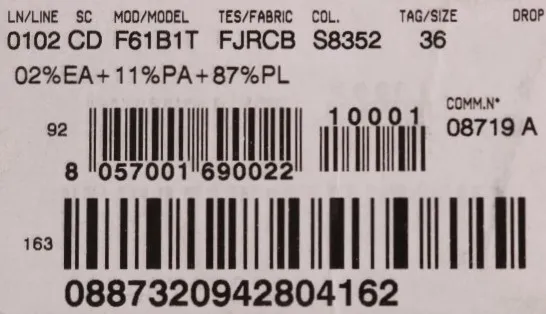 LN/LINE SC MOD/MODEL TES/FABRIC COL. TAG/SIZE DROP
0102 CD F61B1T FJRCB S8352 36
02%EA+11%PA+87%PL
COMM.N°
08719 A
10001
92
8 057001 690022
163
0887320942804162